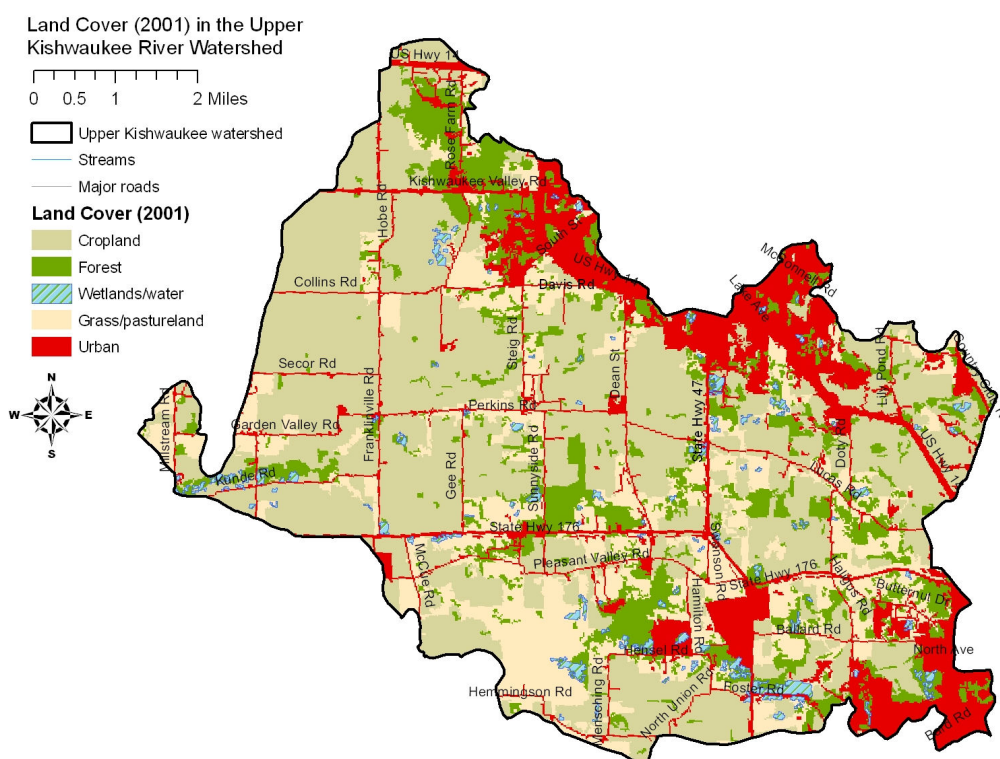 Land Cover (2001) in the Upper
Kishwaukee River Watershed
0 0.5 1 2 Miles
Upper Kishwaukee watershed
Streams
Major roads
Land Cover (2001)
Cropland
Forest
Wetlands/water
Grass/pastureland
Urban
N
W E
S
US Hwy 14
Rose Farm Rd
Kishwaukee Valley Rd
Hobe Rd
South St
US Hwy 14
McConnell Rd
Lake Ave
Collins Rd
Davis Rd
Steig Rd
Dean St
Hill Pond Rd
Secor Rd
State Hwy 47
Millstream Rd
Franklinville Rd
Perkins Rd
Garden Valley Rd
Doty Rd
US Hwy 14
Kunde Rd
Gee Rd
Sunnyside Rd
Lucas Rd
State Hwy 176
Swanson Rd
McCue Rd
Pleasant Valley Rd
State Hwy 176
Hamilton Rd
Butternut Dr
Ballard Rd
Hensel Rd
North Ave
Hemmingson Rd
Mensching Rd
North Union Rd
Foster Rd
Bard Rd